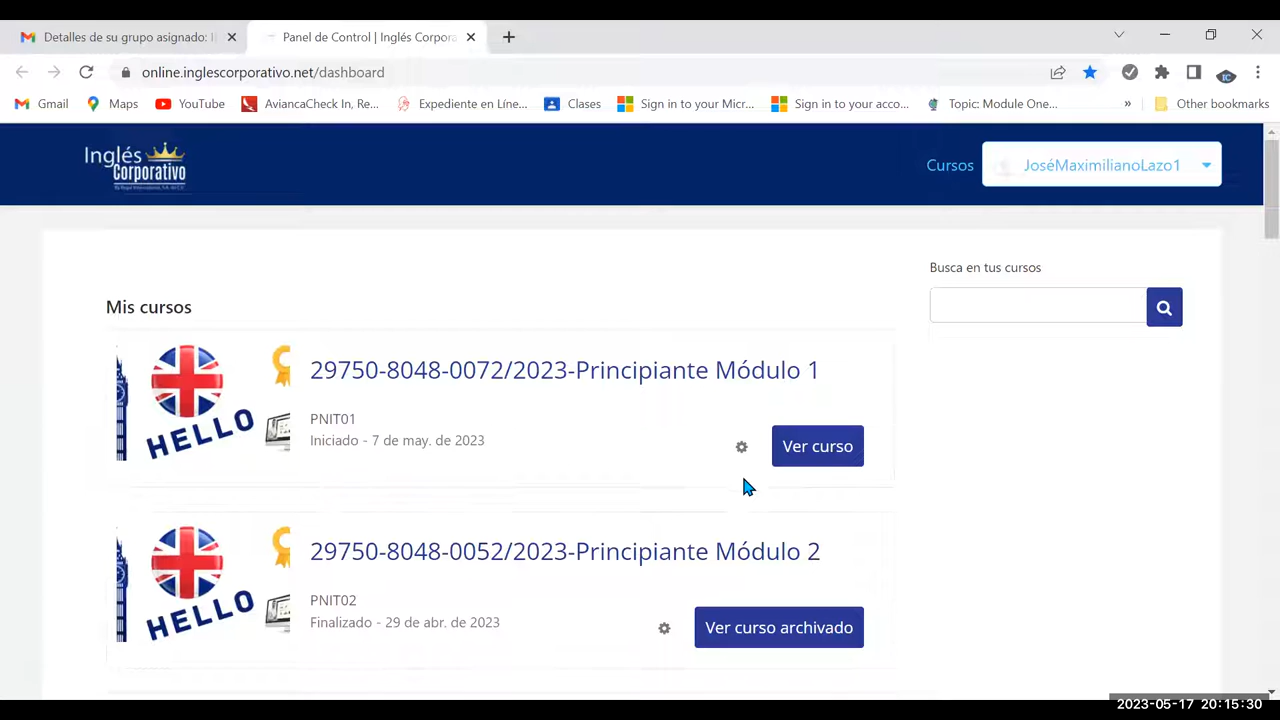 Detalles de su grupo asignado: I
Panel de Control | Inglés Corpora
online.inglescorporativo.net/dashboard
Gmail
Maps
YouTube
AviancaCheck In, Re...
Expediente en Líne...
Clases
Sign in to your Micr...
Sign in to your acco...
Topic: Module One...
»
Other bookmarks
Inglés
Corporativo
Cursos
JoséMaximilianoLazo1
Busca en tus cursos
Mis cursos
HELLO
29750-8048-0072/2023-Principiante Módulo 1
PNIT01
Iniciado - 7 de may. de 2023
Ver curso
HELLO
29750-8048-0052/2023-Principiante Módulo 2
PNIT02
Finalizado - 29 de abr. de 2023
Ver curso archivado
2023-05-17 20:15:30